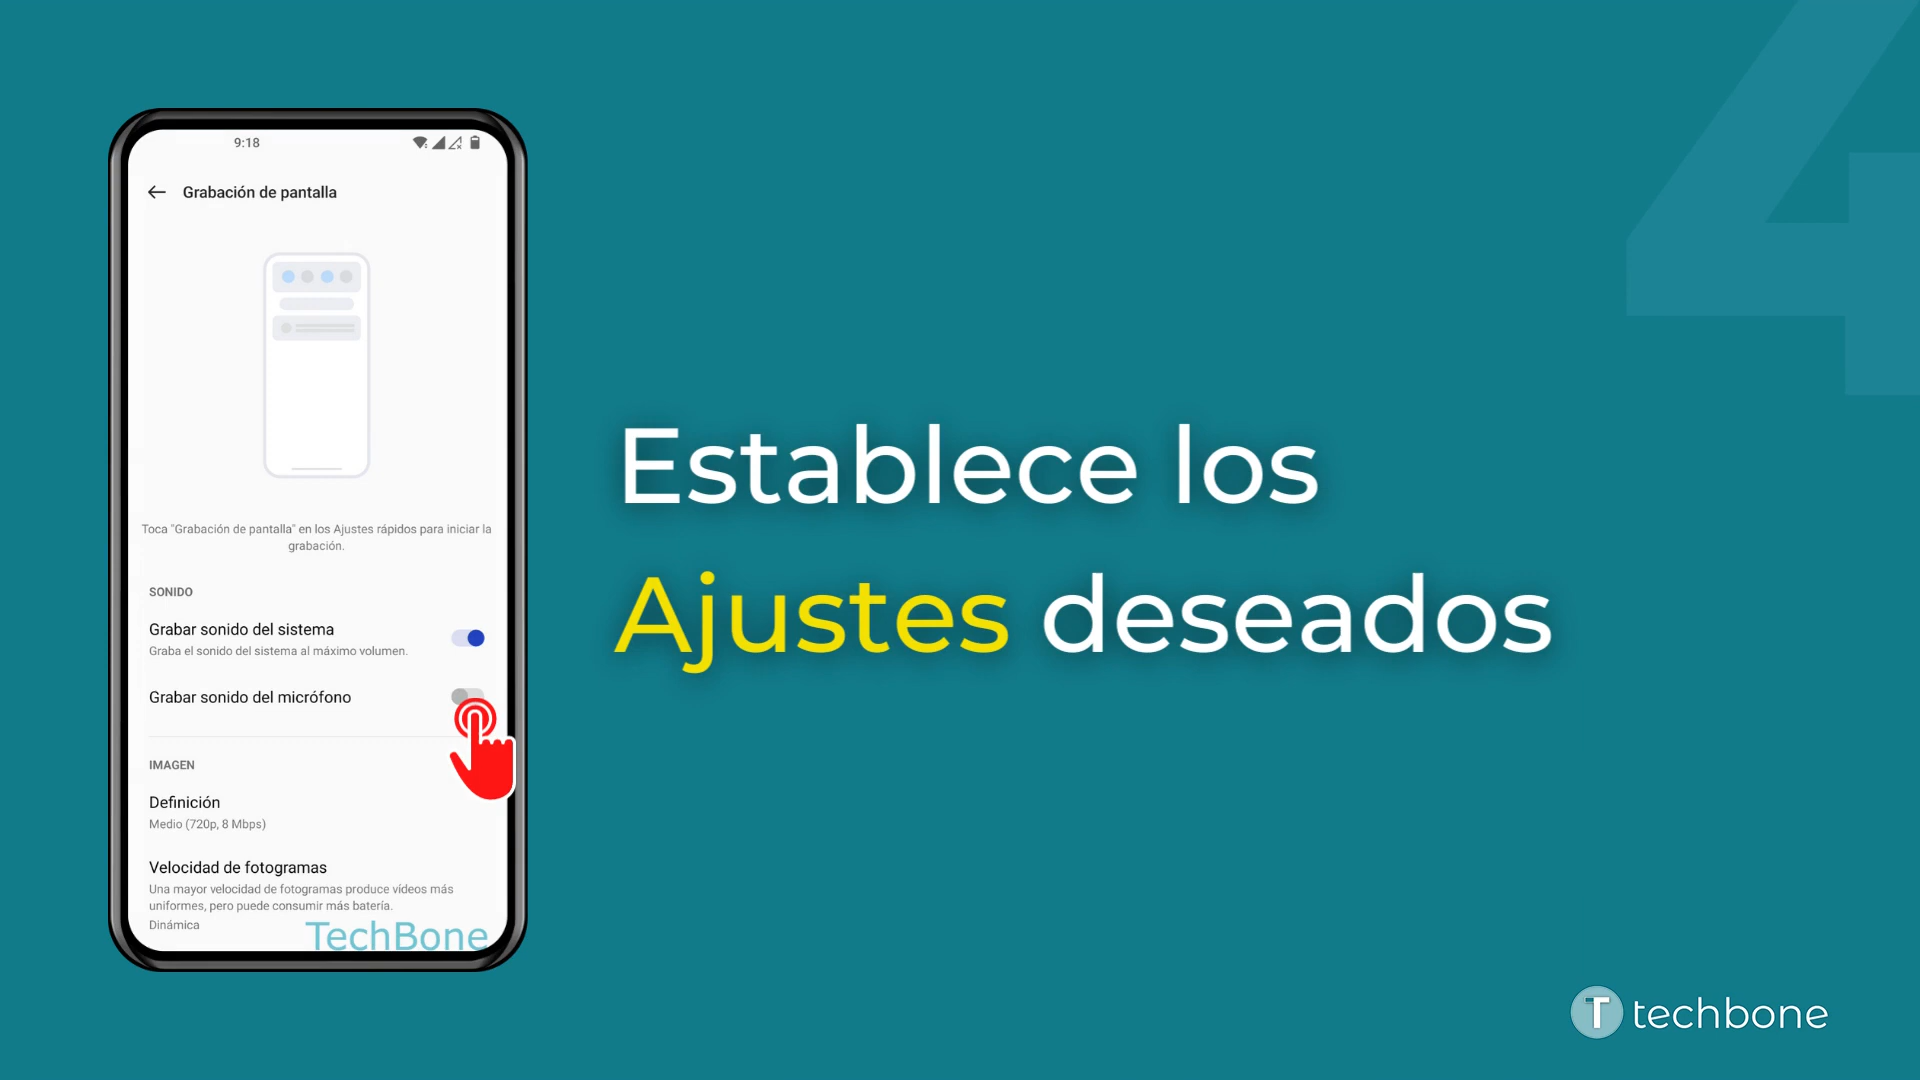 4
9:18
Grabación de pantalla
Toca "Grabación de pantalla" en los Ajustes rápidos para iniciar la
grabación.
SONIDO
Grabar sonido del sistema
Graba el sonido del sistema al máximo volumen.
Grabar sonido del micrófono
IMAGEN
Definición
Medio (720p, 8 Mbps)
Velocidad de fotogramas
Una mayor velocidad de fotogramas produce vídeos más
uniformes, pero puede consumir más batería.
Dinámica
TechBone
Establece los
Ajustes deseados
T techbone